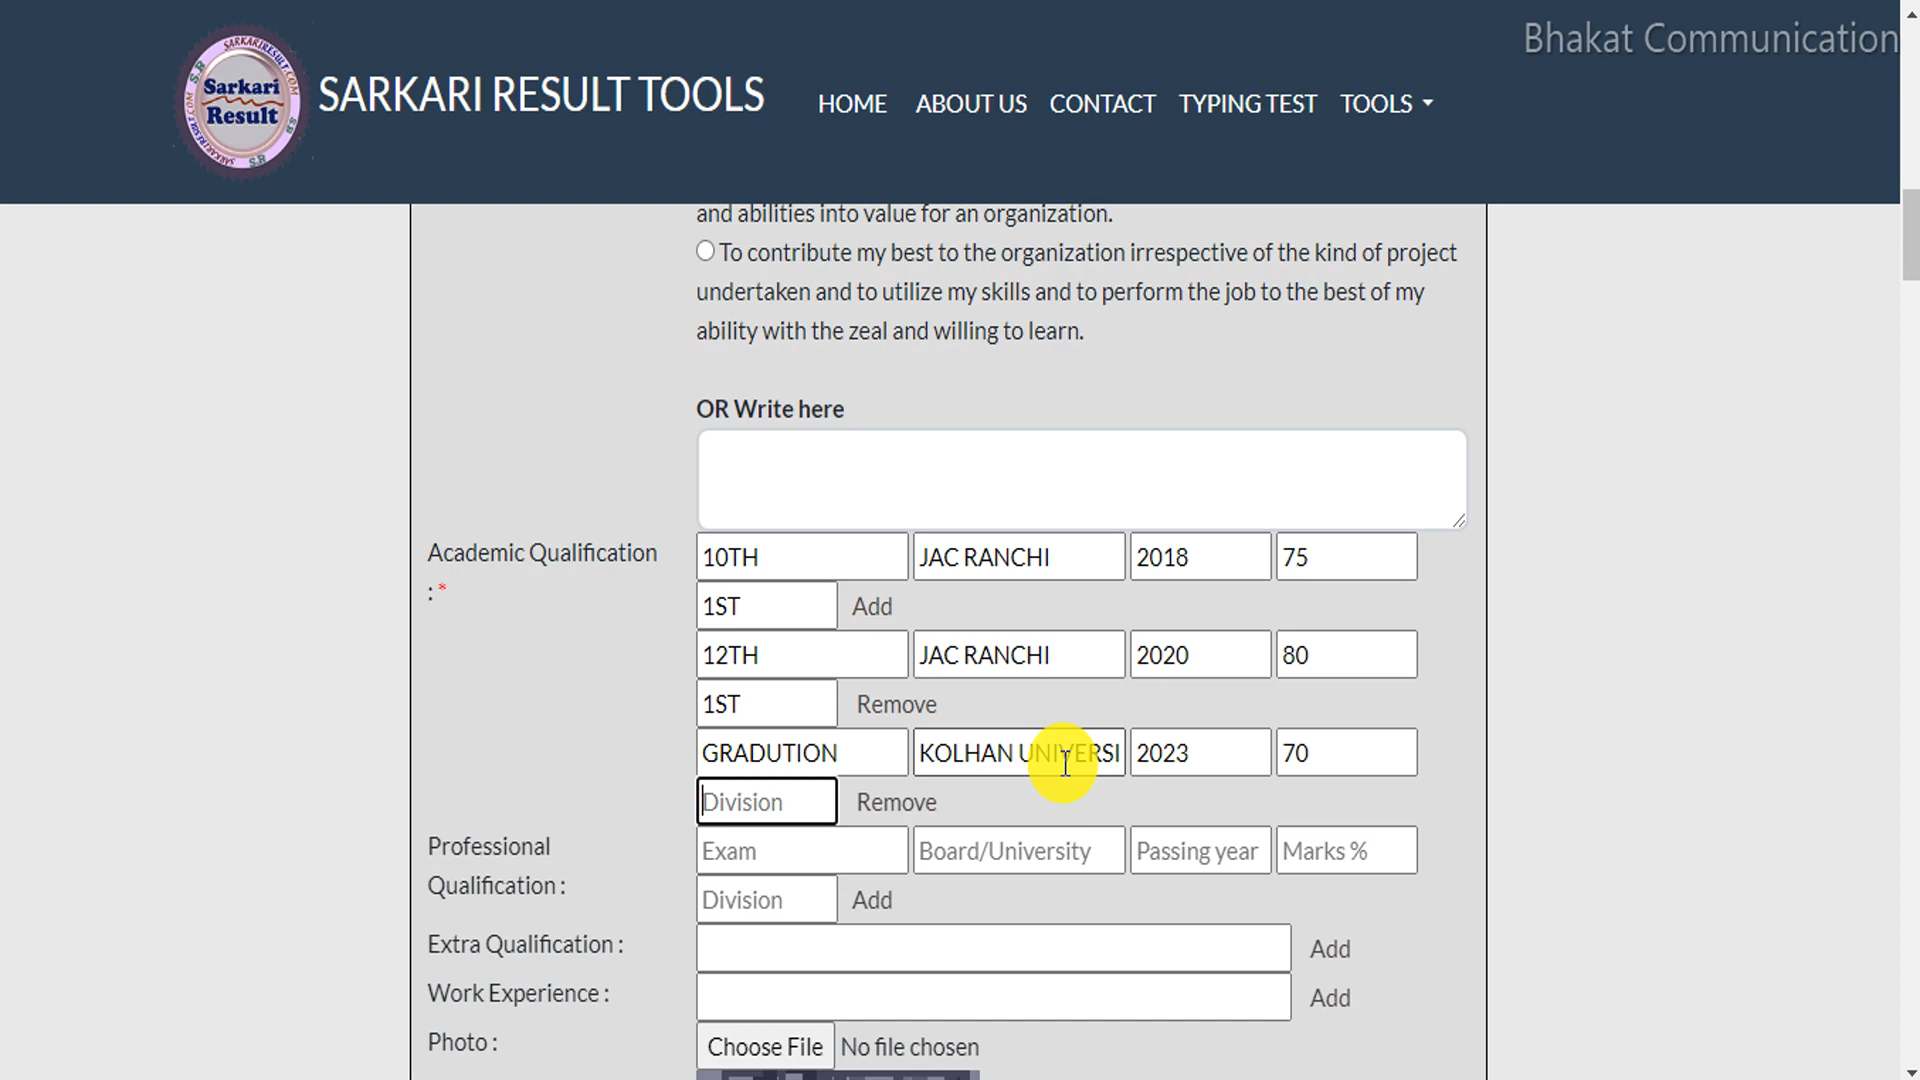 Bhakat Communication
SARKARIRESULT.COM
S.R
Sarkari
Result
S.R
SARKARI RESULT TOOLS
HOME ABOUT US CONTACT TYPING TEST TOOLS
and abilities into value for an organization.
To contribute my best to the organization irrespective of the kind of project
undertaken and to utilize my skills and to perform the job to the best of my
ability with the zeal and willing to learn.
OR Write here
Academic Qualification
: *
10TH JAC RANCHI 2018 75
1ST Add
12TH JAC RANCHI 2020 80
1ST Remove
GRADUTION KOLHAN UNIVERSI 2023 70
Division Remove
Professional
Qualification :
Exam Board/University Passing year Marks %
Division Add
Extra Qualification : Add
Work Experience : Add
Photo : Choose File No file chosen